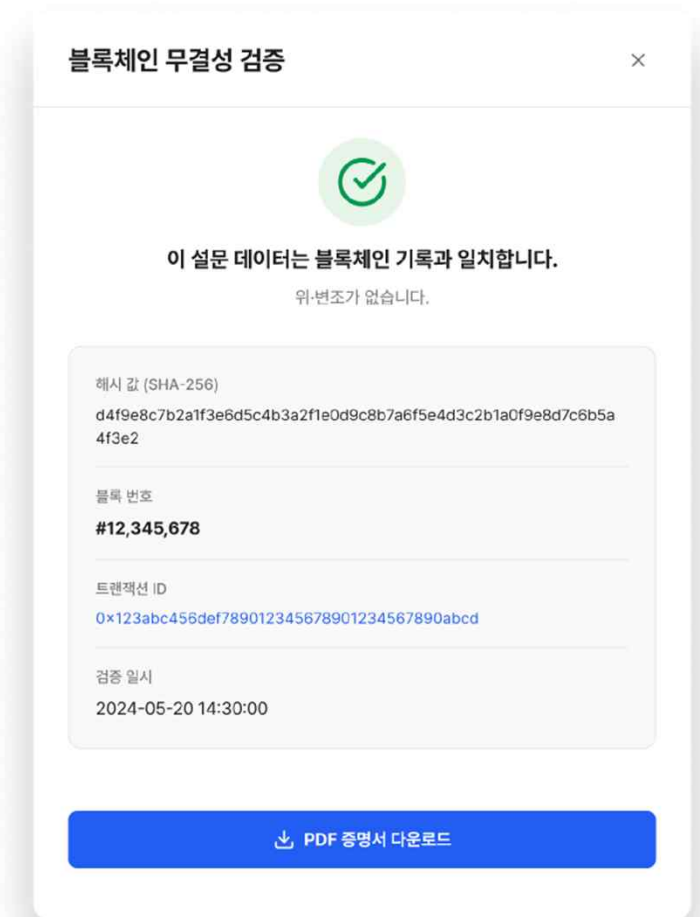 블록체인 무결성 검증
이 설문 데이터는 블록체인 기록과 일치합니다.
위·변조가 없습니다.
해시 값 (SHA-256)
d4f9e8c7b2a1f3e6d5c4b3a2f1e0d9c8b7a6f5e4d3c2b1a0f9e8d7c6b5a
4f3e2
블록 번호
#12,345,678
트랜잭션 ID
0×123abc456def789012345678901234567890abcd
검증 일시
2024-05-20 14:30:00
PDF 증명서 다운로드